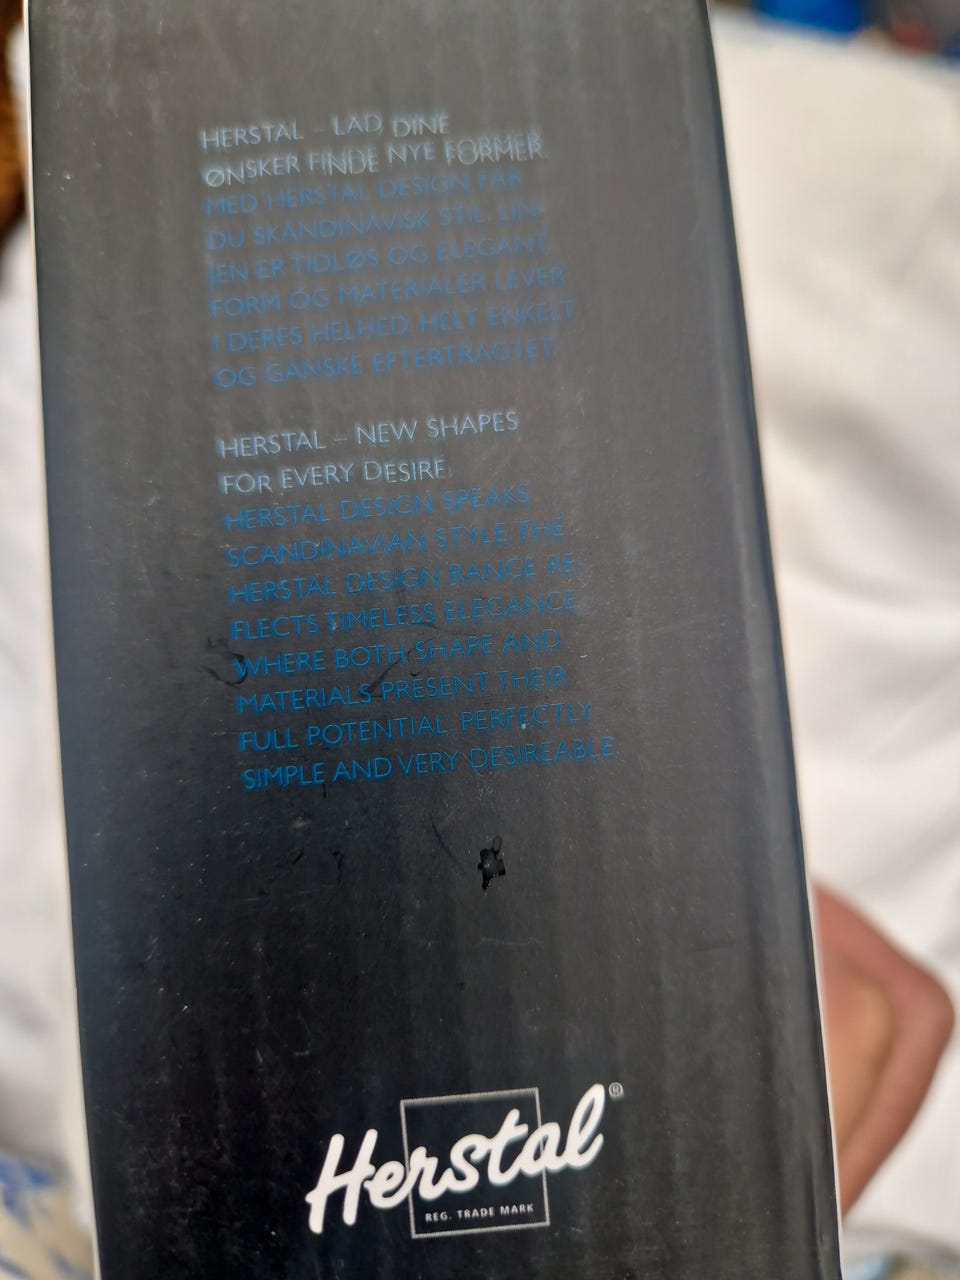 HERSTAL – LAD DINE
ØNSKER FINDE NYE FORMER
MED HERSTAL DESIGN FÅR
DU SKANDINAVISK STIL. LIN-
JEN ER TIDLØS OG ELEGANT.
FORM OG MATERIALER LEVER
I DERES HELHED. HELT ENKELT
OG GANSKE EFTERTRAGTET.
HERSTAL – NEW SHAPES
FOR EVERY DESIRE
HERSTAL DESIGN SPEAKS
SCANDINAVIAN STYLE. THE
HERSTAL DESIGN RANGE RE-
FLECTS TIMELESS ELEGANCE,
WHERE BOTH SHAPE AND
MATERIALS PRESENT THEIR
FULL POTENTIAL. PERFECTLY
SIMPLE AND VERY DESIREABLE.
Herstal®
REG. TRADE MARK